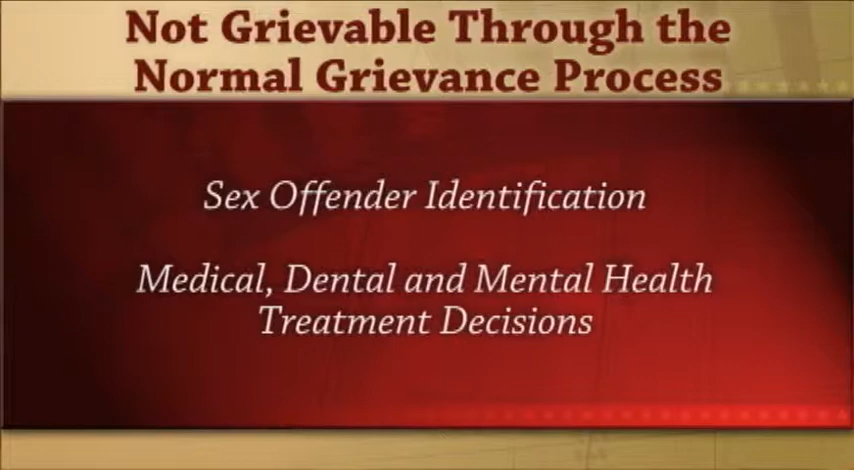 Not Grievable Through the
Normal Grievance Process
Sex Offender Identification
Medical, Dental and Mental Health
Treatment Decisions